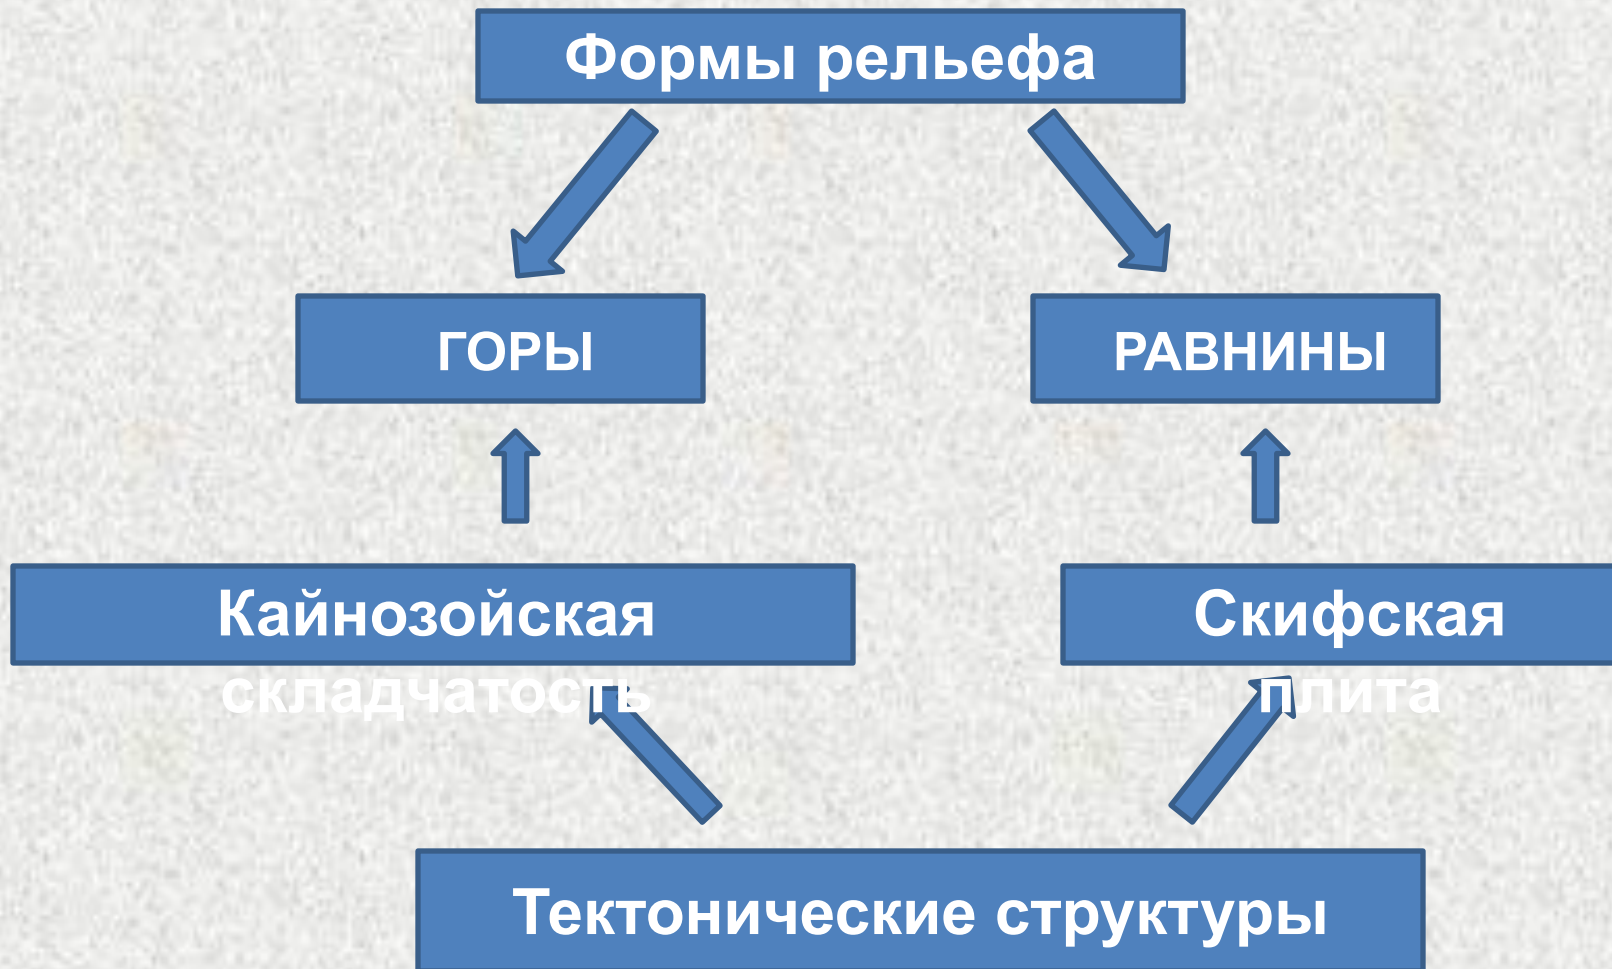 Формы рельефа
ГОРЫ
РАВНИНЫ
Кайнозойская
складчатость
Скифская
плита
Тектонические структуры